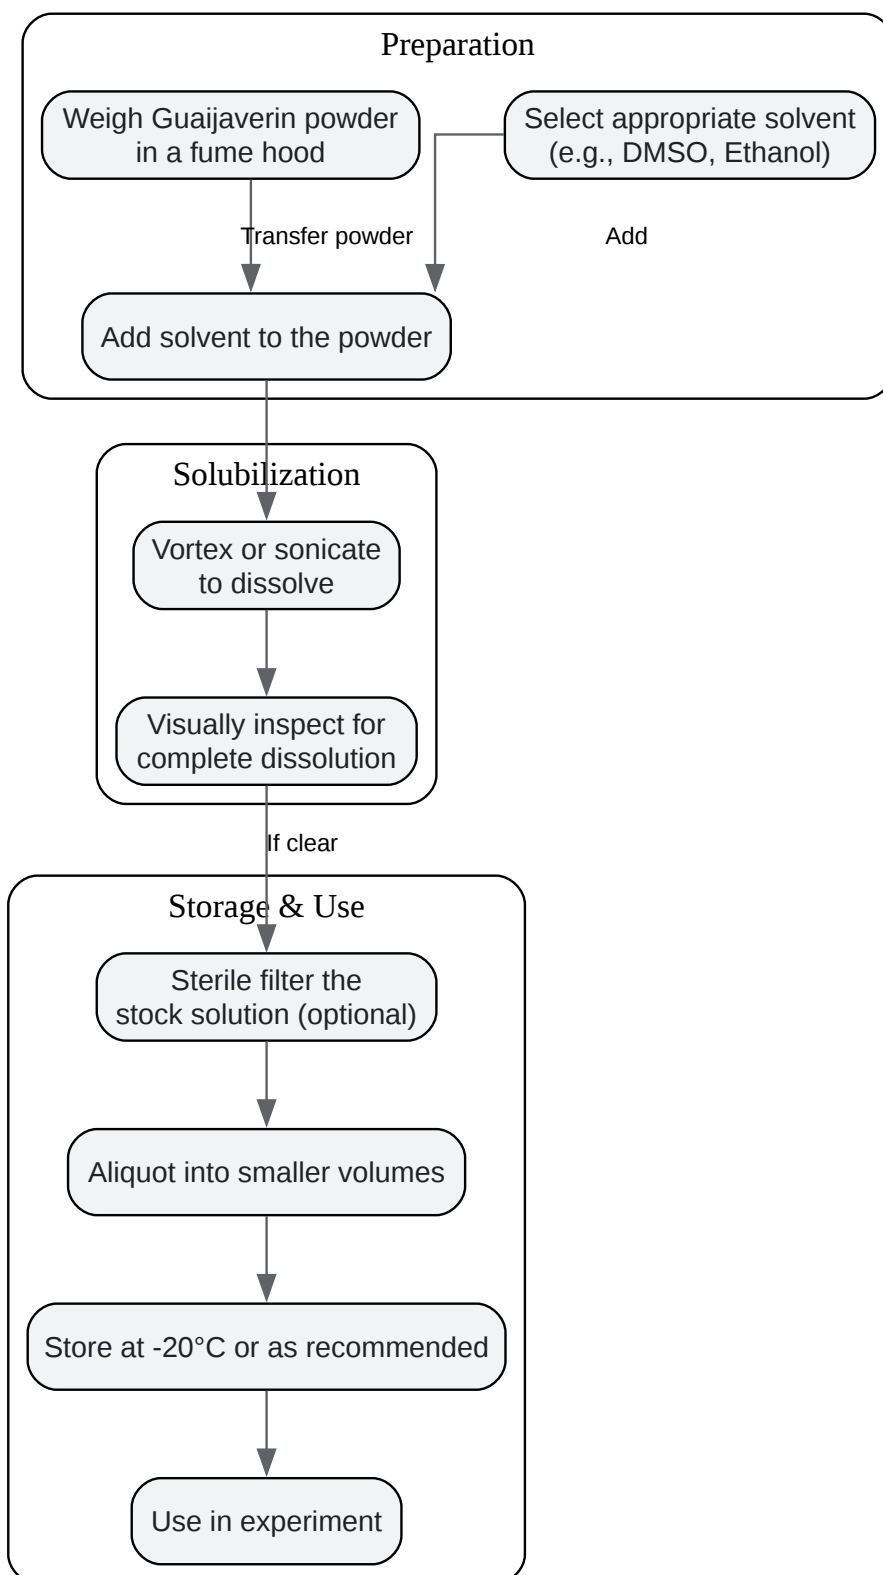 Preparation
Weigh Guaijaverin powder
in a fume hood
Select appropriate solvent
(e.g., DMSO, Ethanol)
Transfer powder
Add
Add solvent to the powder
Solubilization
Vortex or sonicate
to dissolve
Visually inspect for
complete dissolution
If clear
Storage & Use
Sterile filter the
stock solution (optional)
Aliquot into smaller volumes
Store at -20°C or as recommended
Use in experiment